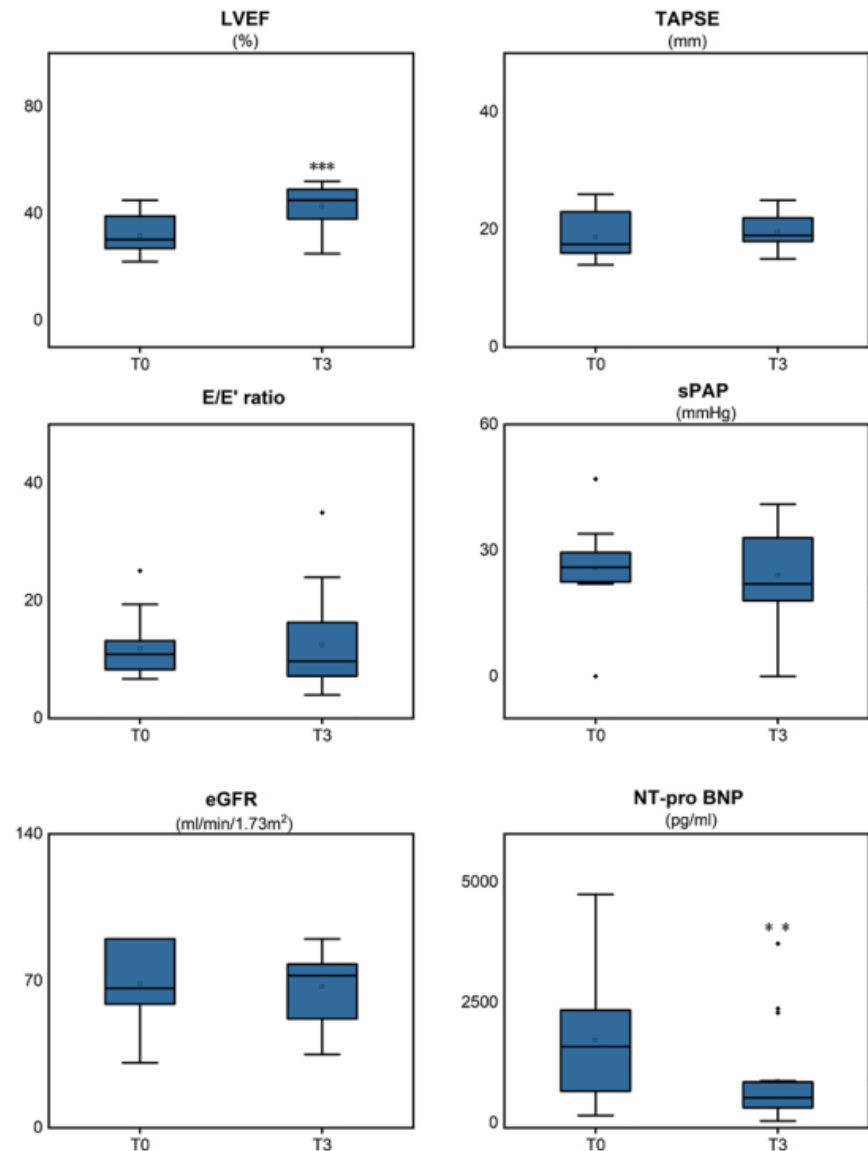 LVEF
(%)
80
40
0
***
T0
T3
TAPSE
(mm)
40
20
0
T0
T3
E/E' ratio
40
20
0
T0
T3
sPAP
(mmHg)
60
30
0
T0
T3
eGFR
(ml/min/1.73m²)
140
70
0
T0
T3
NT-pro BNP
(pg/ml)
5000
2500
0
**
T0
T3